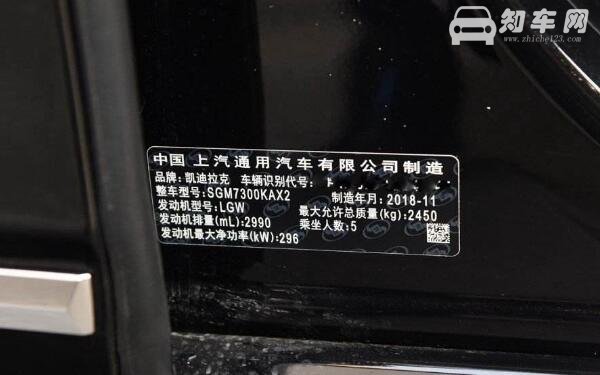 知车网
www.zhiche123.com
中国 上汽通用汽车有限公司制造
品牌: 凯迪拉克 车辆识别代号:
整车型号: SGM7300KAX2 制造年月: 2018-11
发动机型号: LGW 最大允许总质量(kg): 2450
发动机排量(mL): 2990 乘坐人数: 5
发动机最大净功率(kW): 296